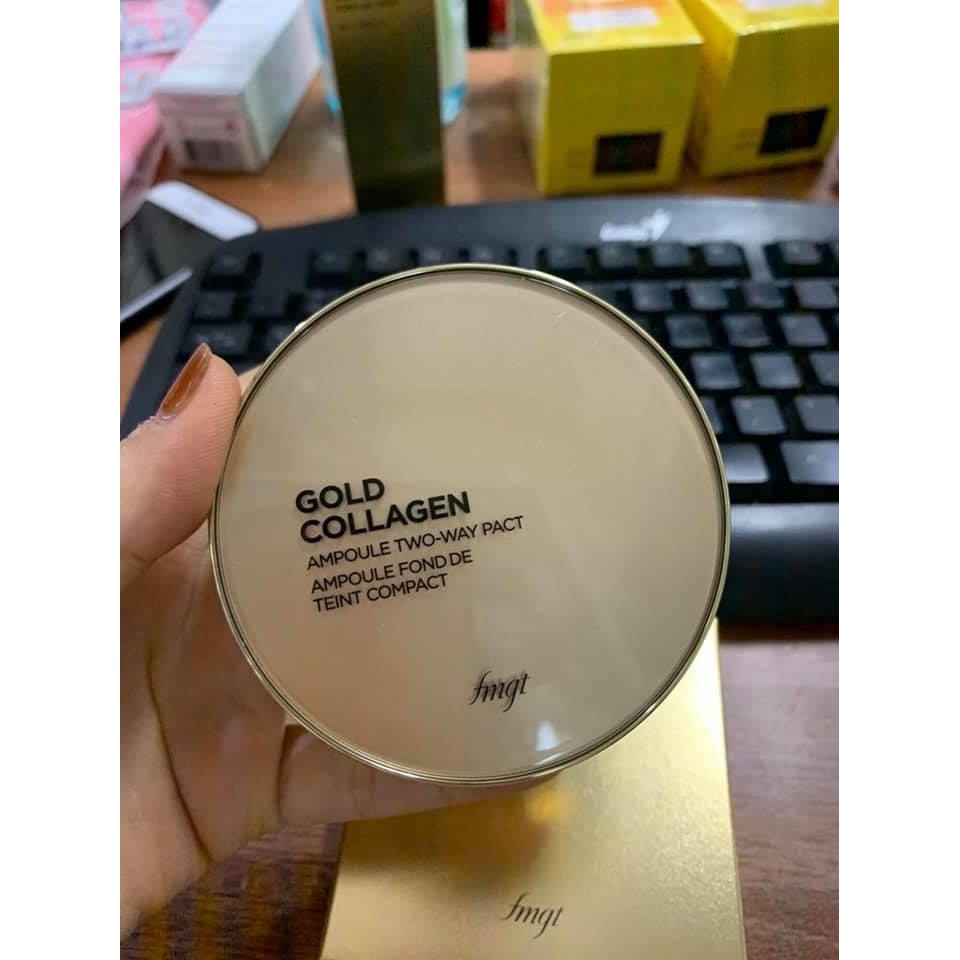 GOLD
COLLAGEN
AMPOULE TWO-WAY PACT
AMPOULE FOND DE
TEINT COMPACT
fmgt
fmgt